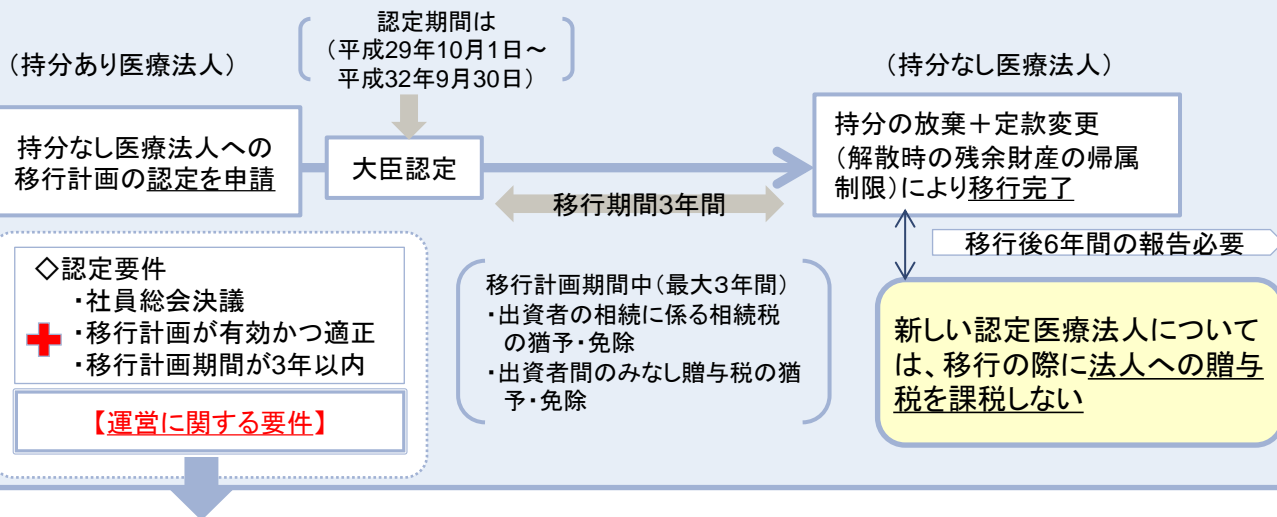 認定期間は
（平成29年10月1日～
平成32年9月30日）
（持分あり医療法人）
（持分なし医療法人）
持分なし医療法人への
移行計画の認定を申請
大臣認定
移行期間3年間
持分の放棄＋定款変更
（解散時の残余財産の帰属
制限）により移行完了
移行後6年間の報告必要
◇認定要件
・社員総会決議
・移行計画が有効かつ適正
・移行計画期間が3年以内
【運営に関する要件】
移行計画期間中（最大３年間）
・出資者の相続に係る相続税
の猶予・免除
・出資者間のみなし贈与税の猶
予・免除
新しい認定医療法人について
は、移行の際に法人への贈与
税を課税しない